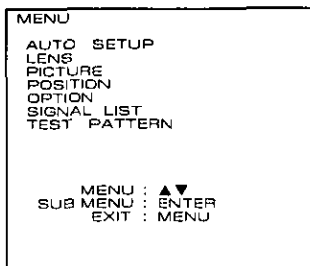 MENU
AUTO SETUP
LENS
PICTURE
POSITION
OPTION
SIGNAL LIST
TEST PATTERN
MENU : ▲▼
SUB MENU : ENTER
EXIT : MENU